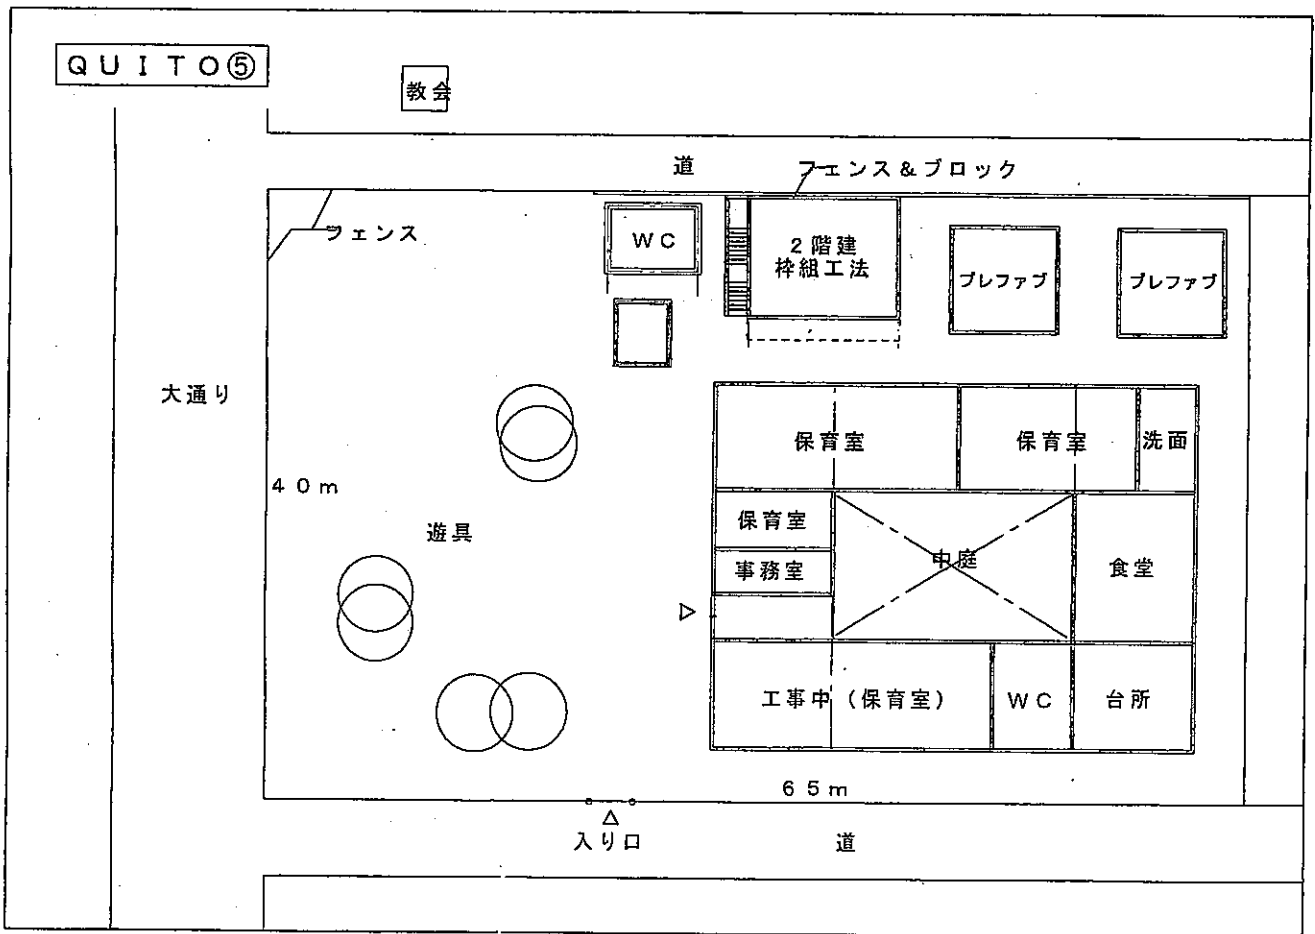 ＱＵＩＴＯ⑤
教会
道
フェンス＆ブロック
フェンス
ＷＣ
２階建
枠組工法
プレファブ
プレファブ
大通り
保育室
保育室
洗面
４０ｍ
遊具
保育室
中庭
食堂
事務室
工事中（保育室）
ＷＣ
台所
６５ｍ
入り口
道